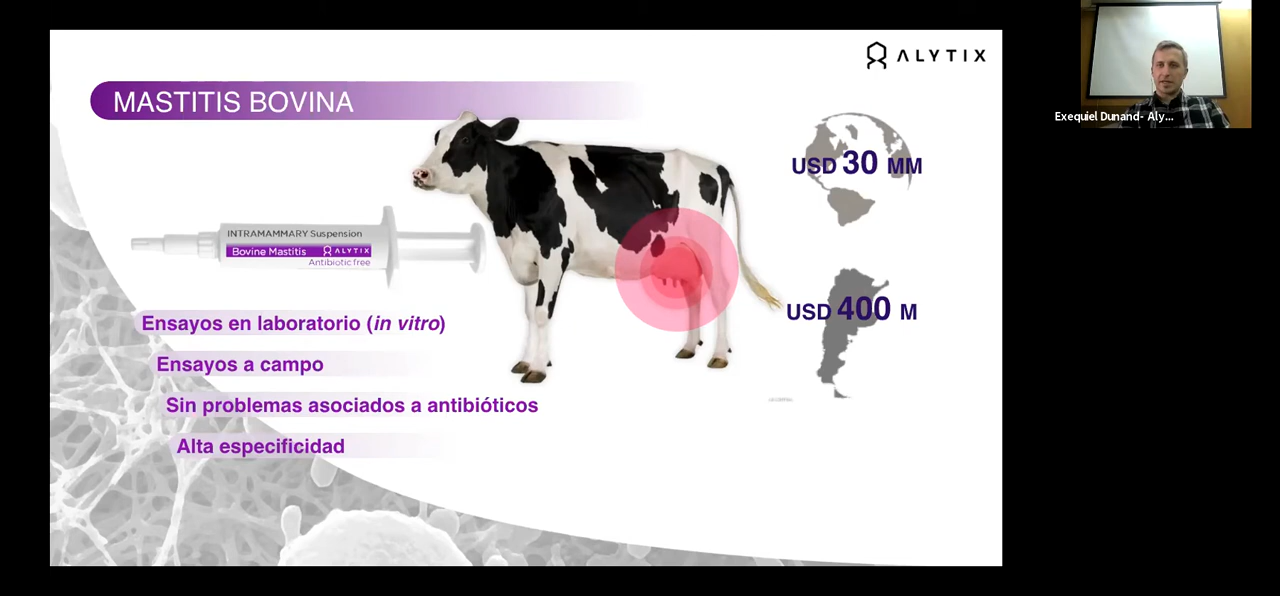 ALYTIX
MASTITIS BOVINA
Exequiel Dunand- Aly...
USD 30 MM
INTRAMAMMARY Suspension
Bovine Mastitis ALYTIX
Antibiotic free
USD 400 M
Ensayos en laboratorio (in vitro)
Ensayos a campo
Sin problemas asociados a antibióticos
Alta especificidad